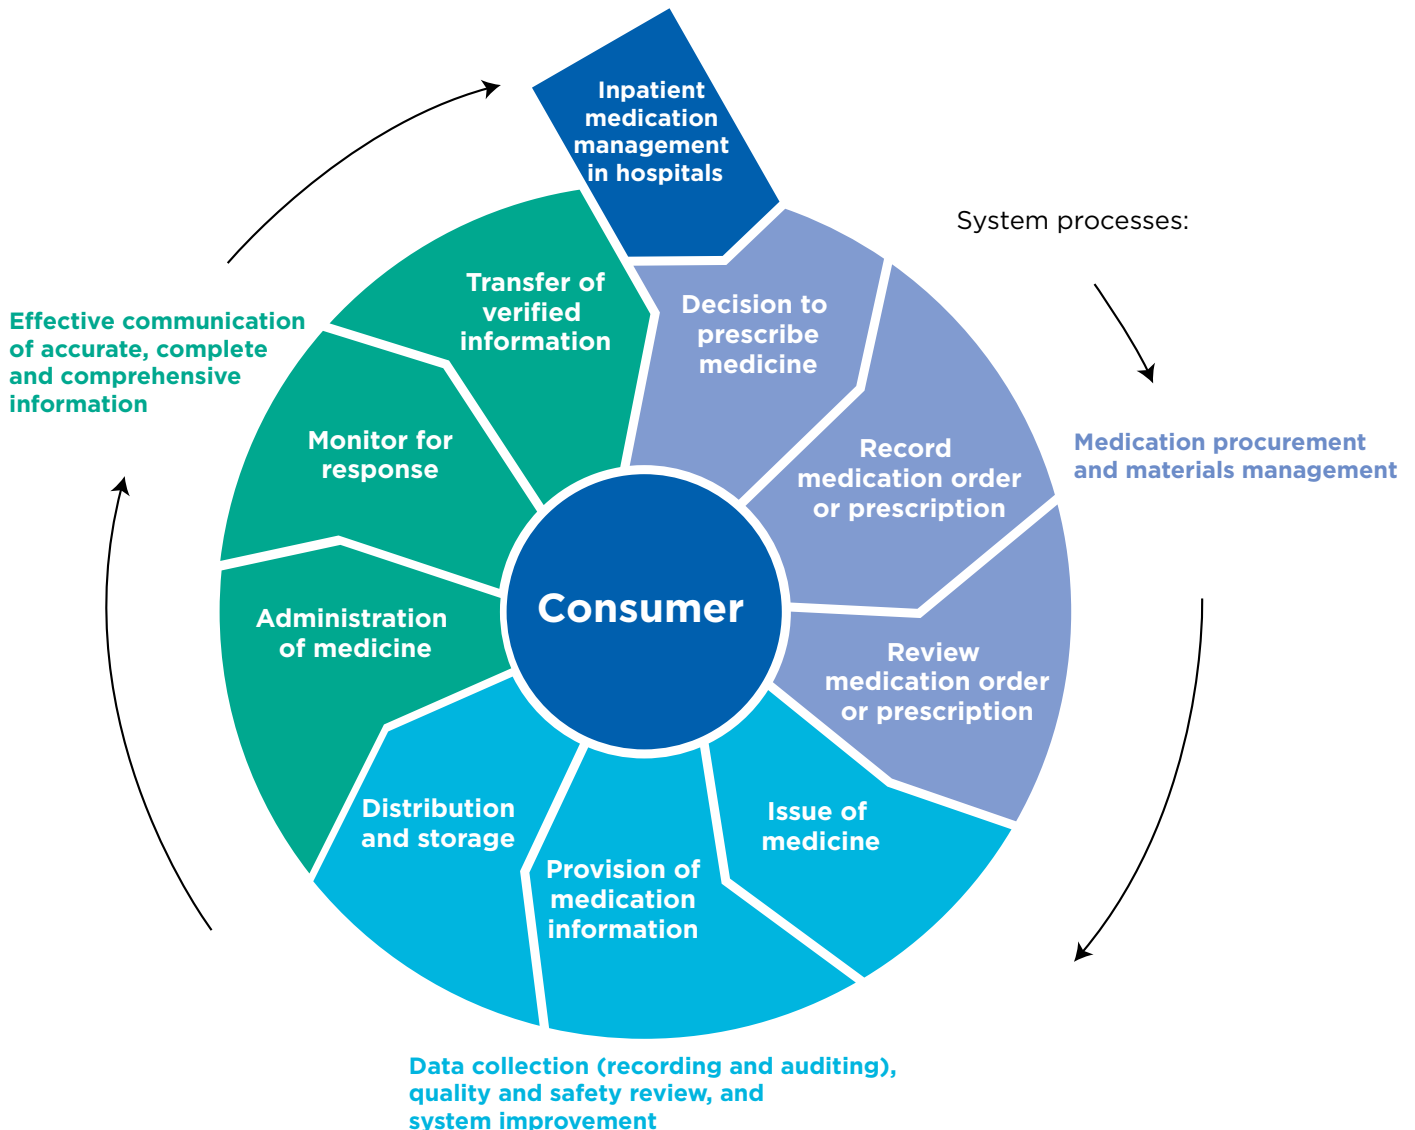 Inpatient
medication
management
in hospitals
System processes:
Decision to
prescribe
medicine
Record
medication order
or prescription
Medication procurement
and materials management
Review
medication order
or prescription
Issue of
medicine
Provision of
medication
information
Data collection (recording and auditing),
quality and safety review, and
system improvement
Distribution
and storage
Administration
of medicine
Monitor for
response
Effective communication
of accurate, complete
and comprehensive
information
Transfer of
verified
information
Consumer